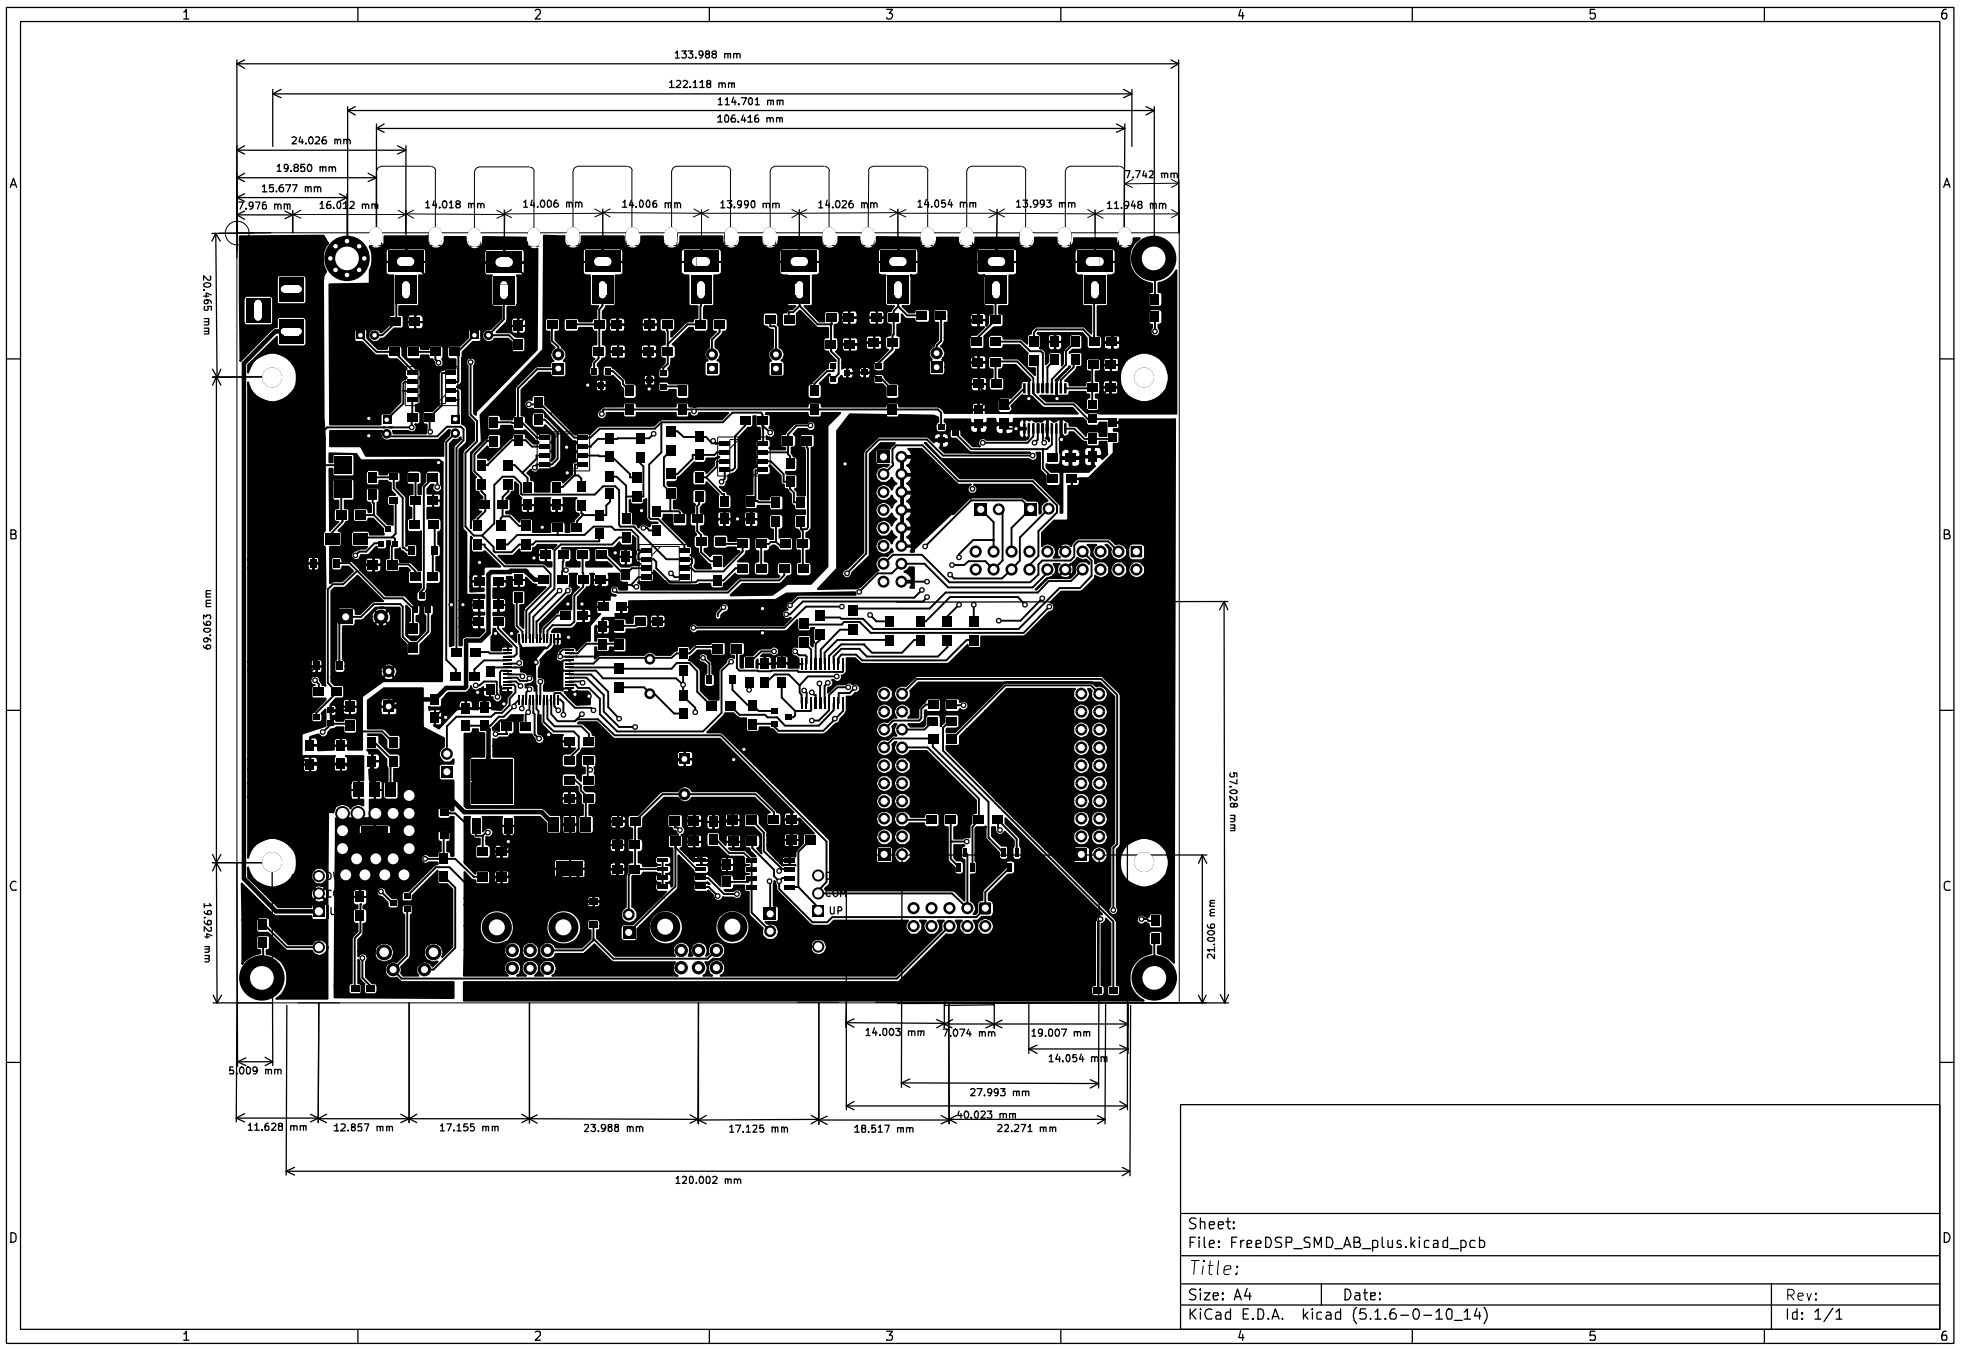 1 2 3 4 5 6
133.988 mm
122.118 mm
114.701 mm
106.416 mm
24.026 mm
19.850 mm
7.742 mm
A A
15.677 mm
7.976 mm 16.012 mm 14.018 mm 14.006 mm 14.006 mm 13.990 mm 14.026 mm 14.054 mm 13.993 mm 11.948 mm
20.465 mm
B B
69.063 mm
57.028 mm
C C
COM
UP
19.924 mm
21.006 mm
14.003 mm 7.074 mm 19.007 mm
14.054 mm
5.009 mm
27.993 mm
40.023 mm
11.628 mm 12.857 mm 17.155 mm 23.988 mm 17.125 mm 18.517 mm 22.271 mm
120.002 mm
D D
Sheet:
File: FreeDSP_SMD_AB_plus.kicad_pcb
Title:
Size: A4 Date: Rev:
KiCad E.D.A. kicad (5.1.6-0-10_14) Id: 1/1
1 2 3 4 5 6